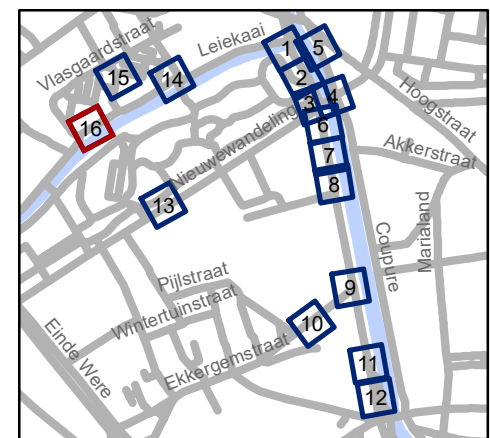 Vlasgaardstraat
Leiekaai
1
5
15
14
2
3
4
16
6
Hoogstraat
Nieuwewandeling
7
Akkerstraat
8
13
Marialand
Coupure
Pijlstraat
9
Wintertuinstraat
10
Einde Were
Ekkergemstraat
11
12